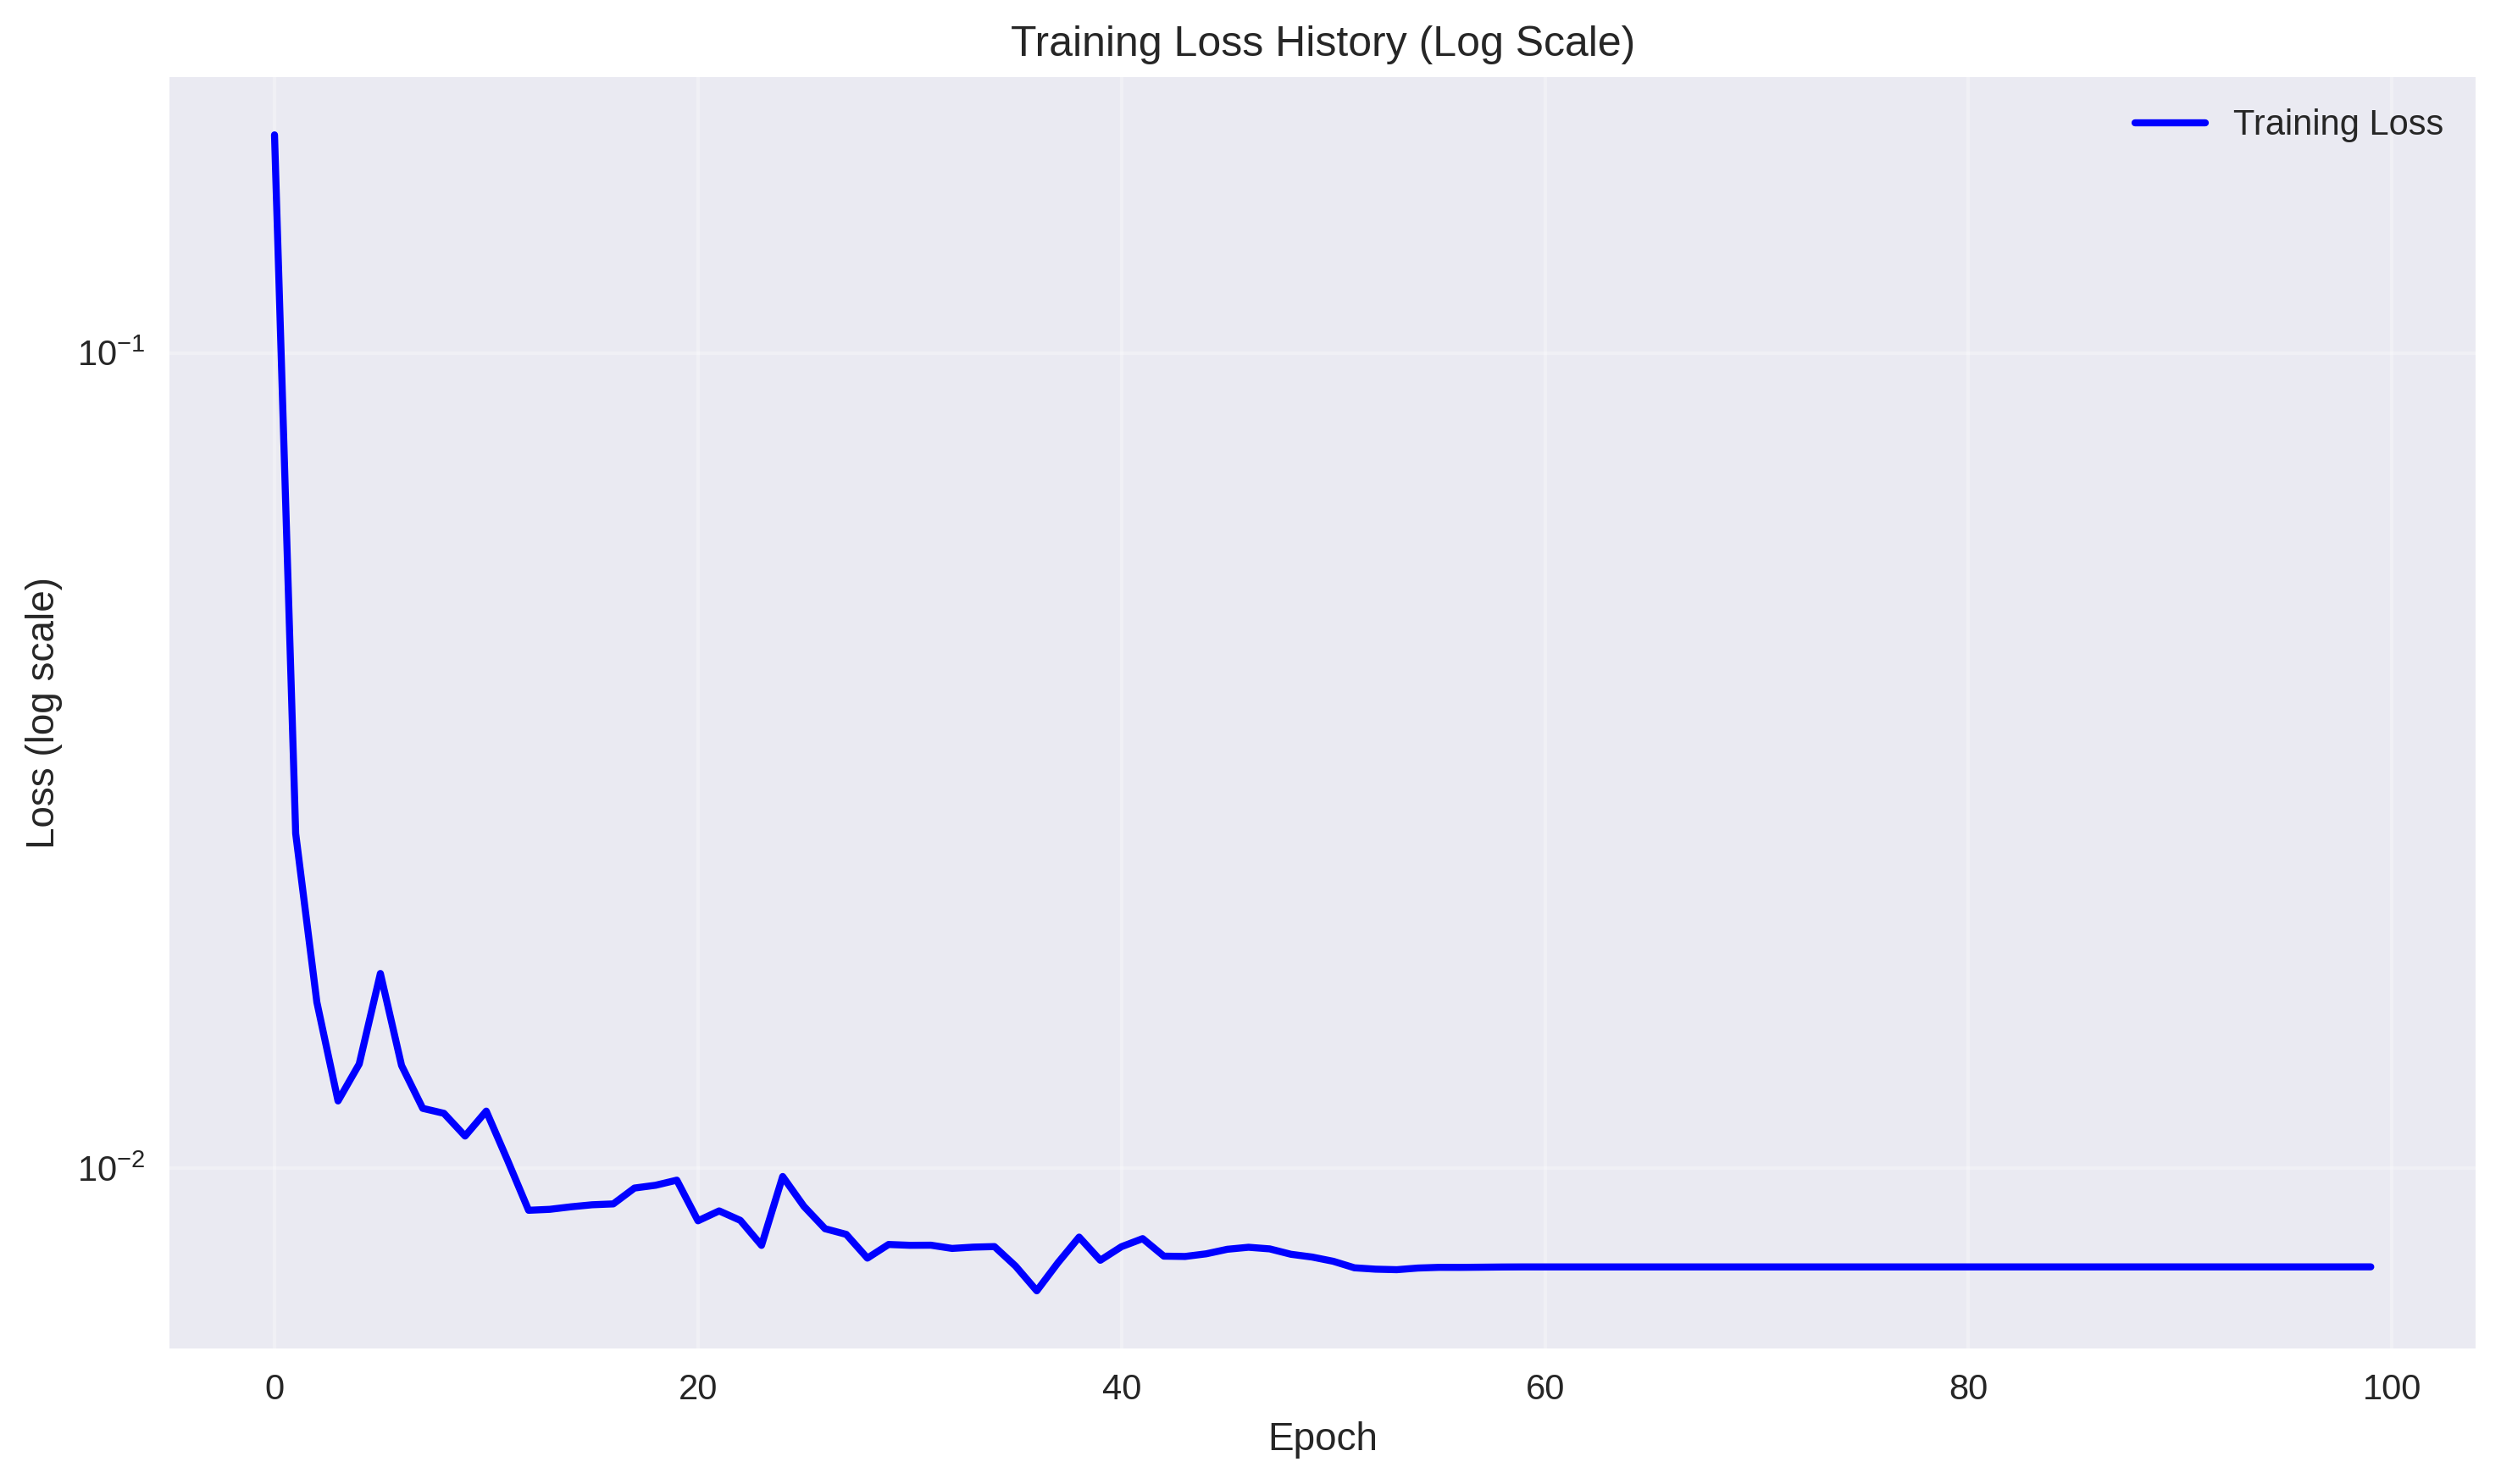 Training Loss History (Log Scale)
Training Loss
10⁻¹
Loss (log scale)
10⁻²
0 20 40 60 80 100
Epoch